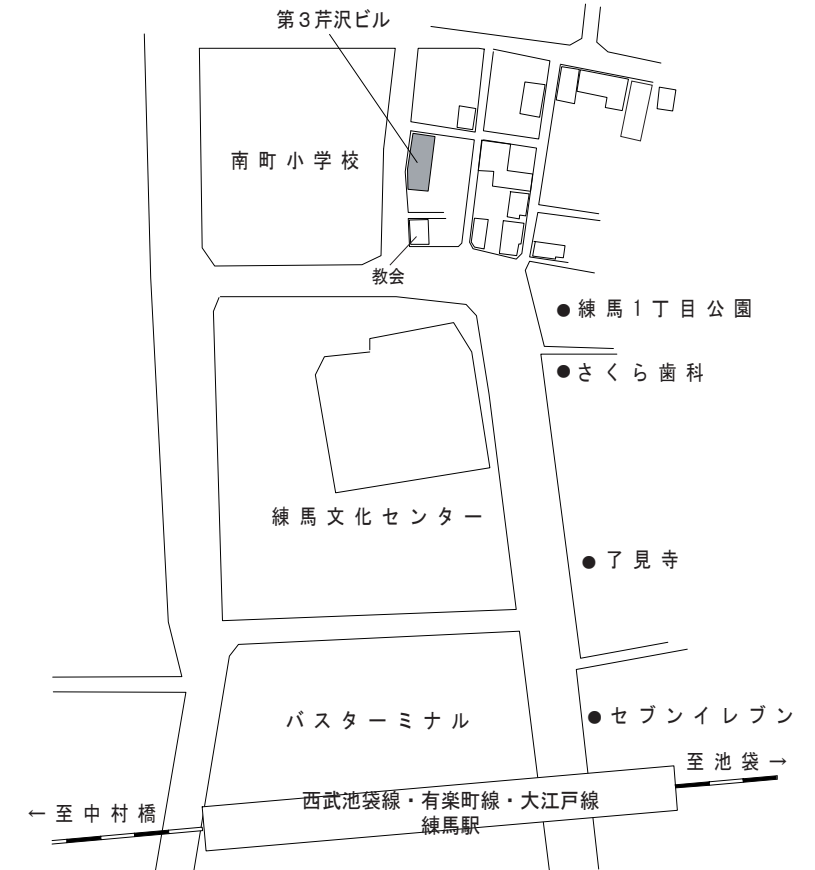 第3芹沢ビル
南町小学校
教会
●練馬1丁目公園
●さくら歯科
練馬文化センター
●了見寺
バスターミナル
●セブンイレブン
至池袋→
←至中村橋
西武池袋線・有楽町線・大江戸線
練馬駅